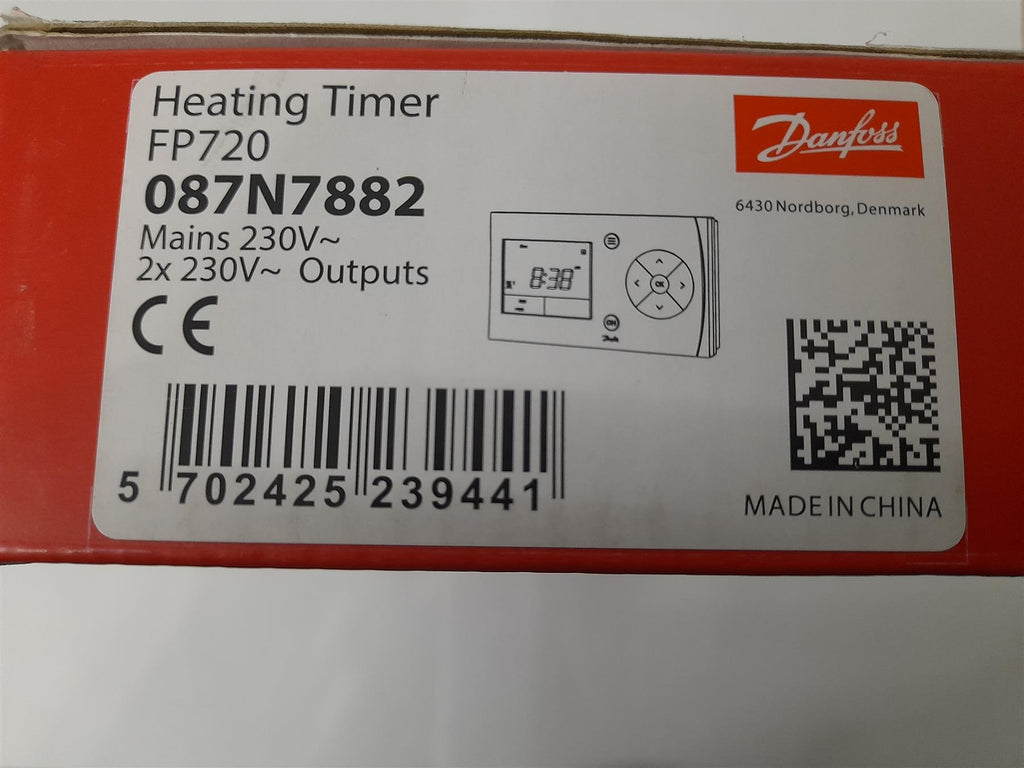 Heating Timer
FP720
087N7882
Mains 230V~
2x 230V~ Outputs
CE
Danfoss
6430 Nordborg, Denmark
8:38
OK
5 702425 239441
MADE IN CHINA